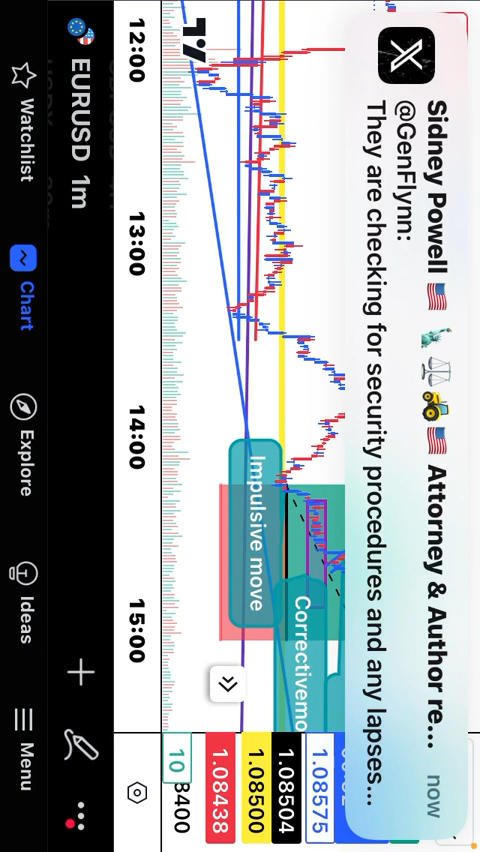 Sidney Powell 🇺🇸 🗽 ⚖️ 🚜 🇺🇸 Attorney & Author re... now
@GenFlynn:
They are checking for security procedures and any lapses...
Impulsive move
Correctivemo
1.08575
1.08504
1.08500
1.08438
8400
10
12:00
13:00
14:00
15:00
EURUSD 1m
Watchlist
Chart
Explore
Ideas
Menu